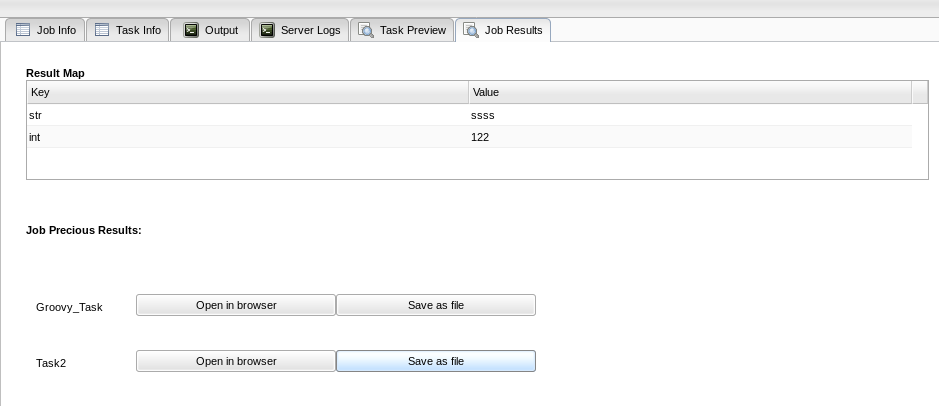 Job Info Task Info Output Server Logs Task Preview Job Results
Result Map
Key Value
str ssss
int 122
Job Precious Results:
Groovy_Task Open in browser Save as file
Task2 Open in browser Save as file